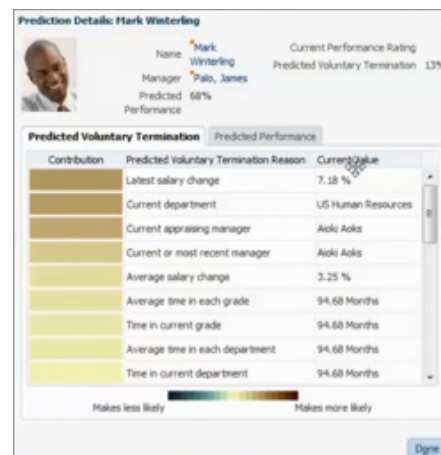 Prediction Details: Mark Winterling
Name Mark Winterling
Manager Palo, James
Predicted Performance 68%
Current Performance Rating
Predicted Voluntary Termination 13%
Predicted Voluntary Termination Predicted Performance
Contribution Predicted Voluntary Termination Reason Current Value
Latest salary change 7.18 %
Current department US Human Resources
Current appraising manager Aioki Aoks
Current or most recent manager Aioki Aoks
Average salary change 3.25 %
Average time in each grade 94.68 Months
Time in current grade 94.68 Months
Average time in each department 94.68 Months
Time in current department 94.68 Months
Makes less likely Makes more likely
Done